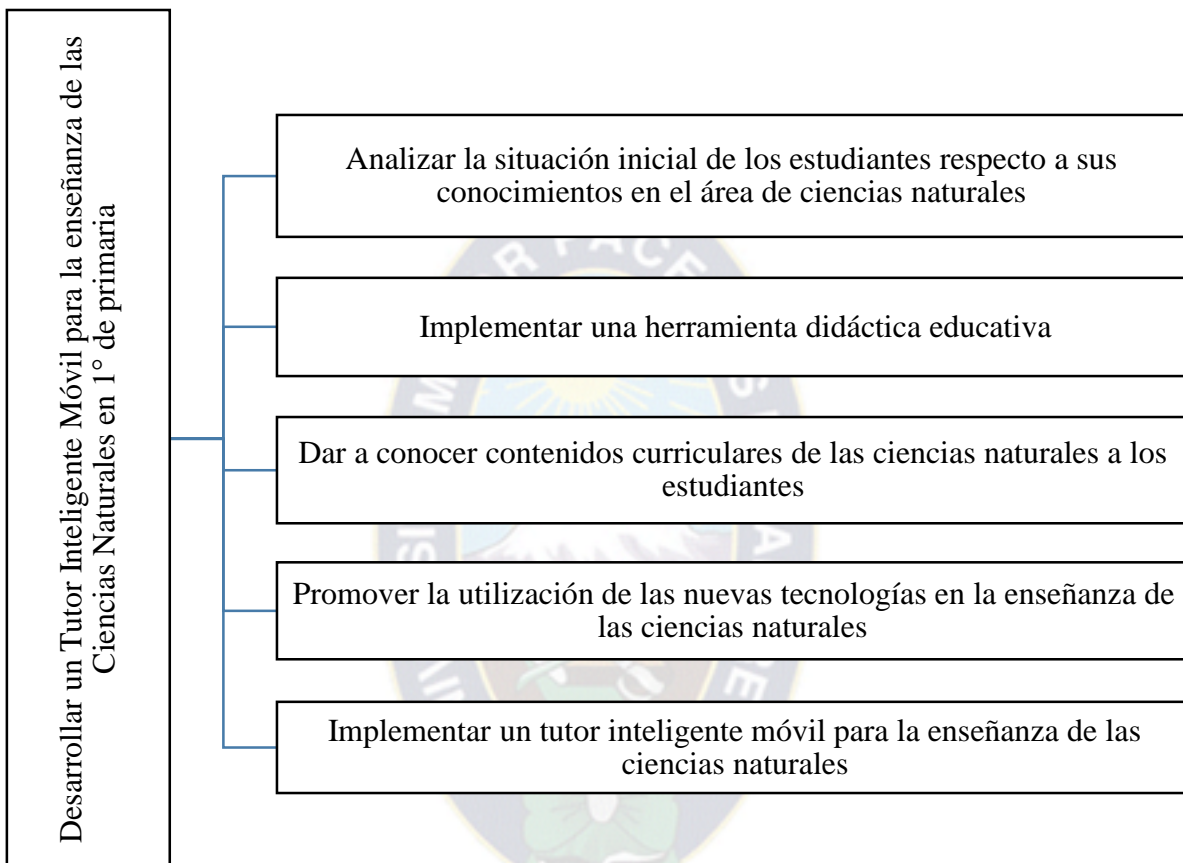 Desarrollar un Tutor Inteligente Móvil para la enseñanza de las
Ciencias Naturales en 1° de primaria
Analizar la situación inicial de los estudiantes respecto a sus
conocimientos en el área de ciencias naturales
Implementar una herramienta didáctica educativa
Dar a conocer contenidos curriculares de las ciencias naturales a los
estudiantes
Promover la utilización de las nuevas tecnologías en la enseñanza de
las ciencias naturales
Implementar un tutor inteligente móvil para la enseñanza de las
ciencias naturales